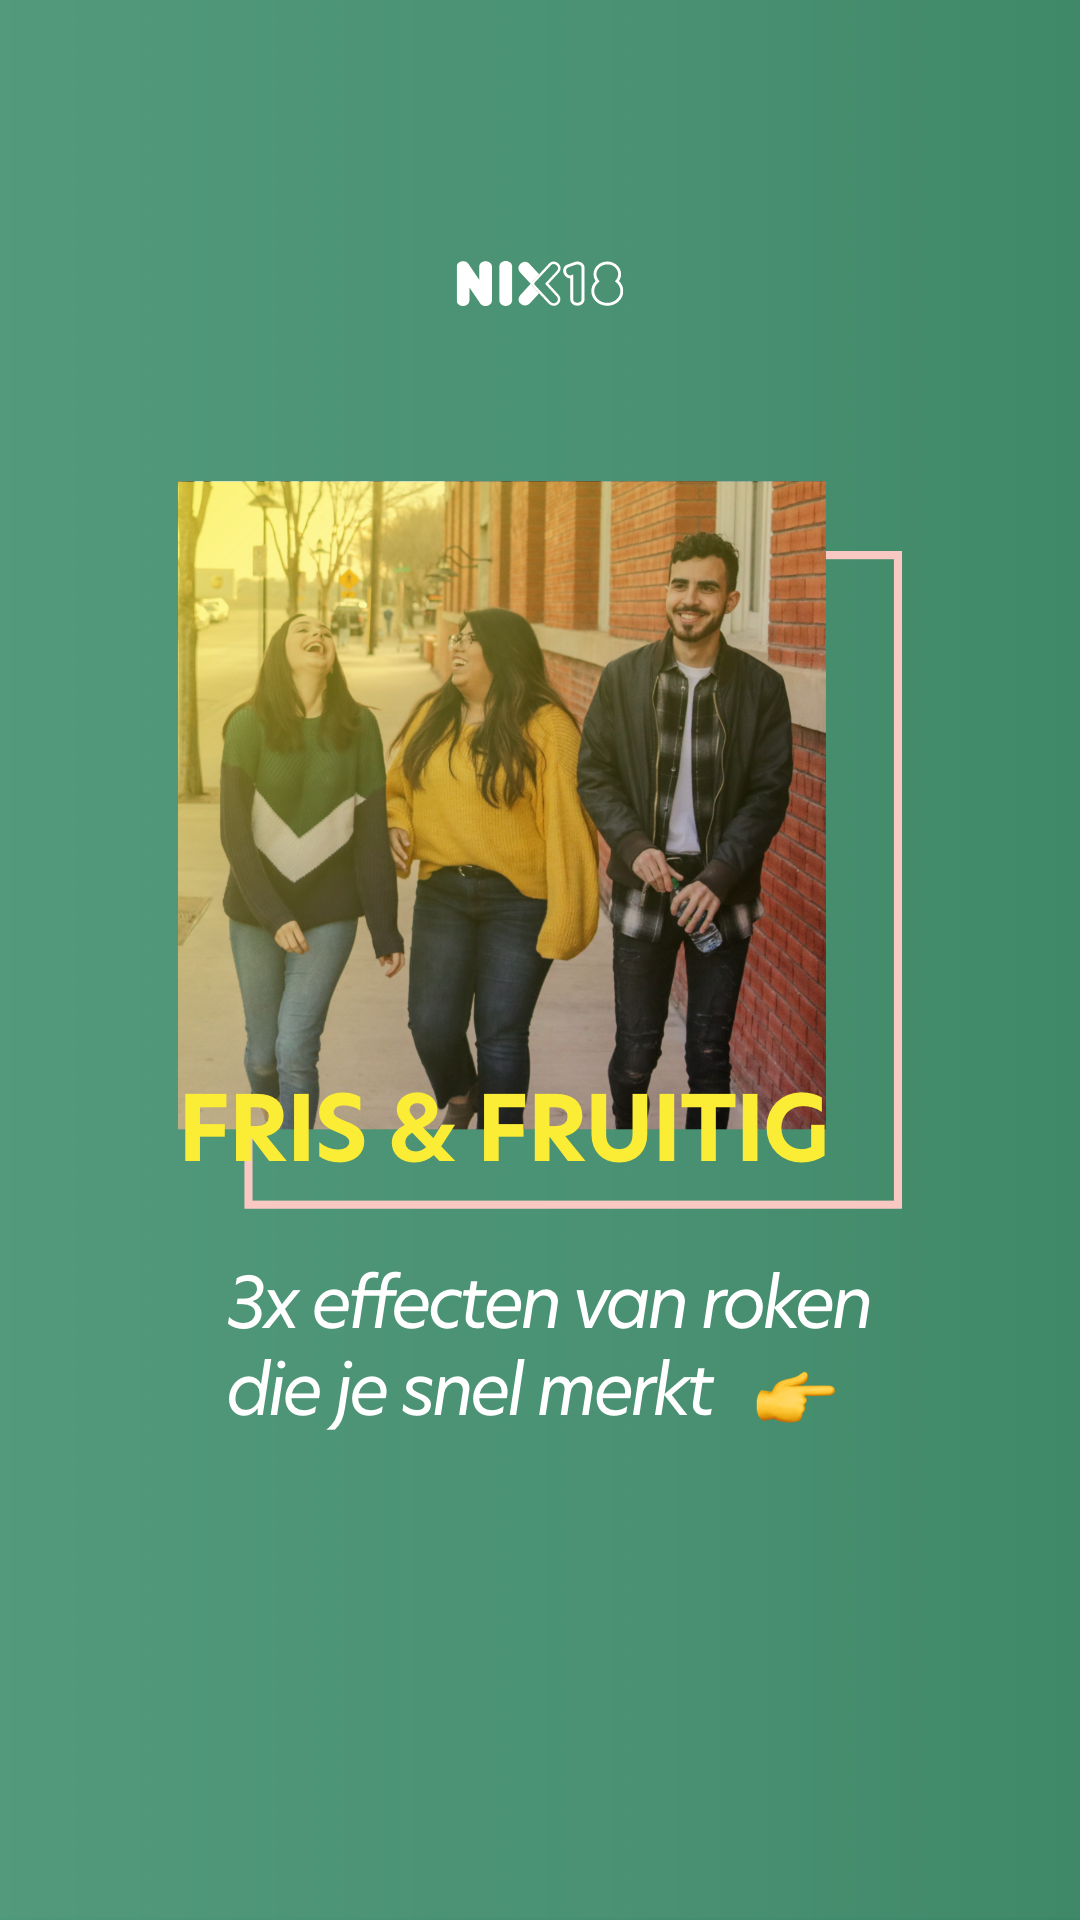 NIX18
FRIS & FRUITIG
3x effecten van roken
die je snel merkt